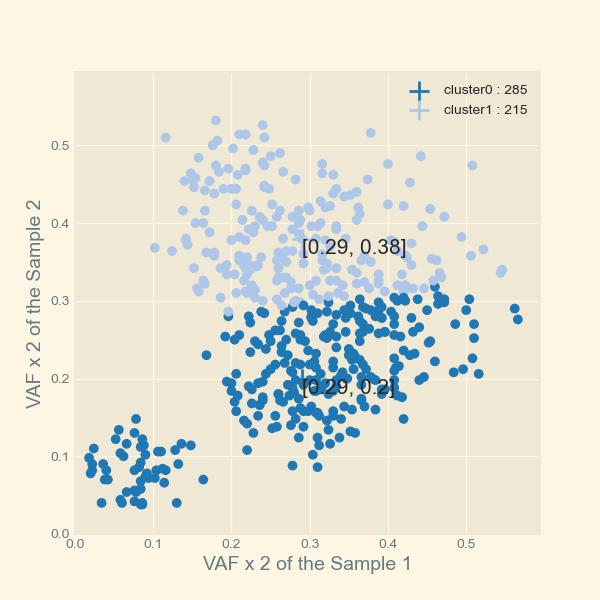 cluster0 : 285
cluster1 : 215
0.5
0.4
0.3
0.2
0.1
0.0
VAF x 2 of the Sample 2
[0.29, 0.38]
[0.29, 0.2]
0.0 0.1 0.2 0.3 0.4 0.5
VAF x 2 of the Sample 1